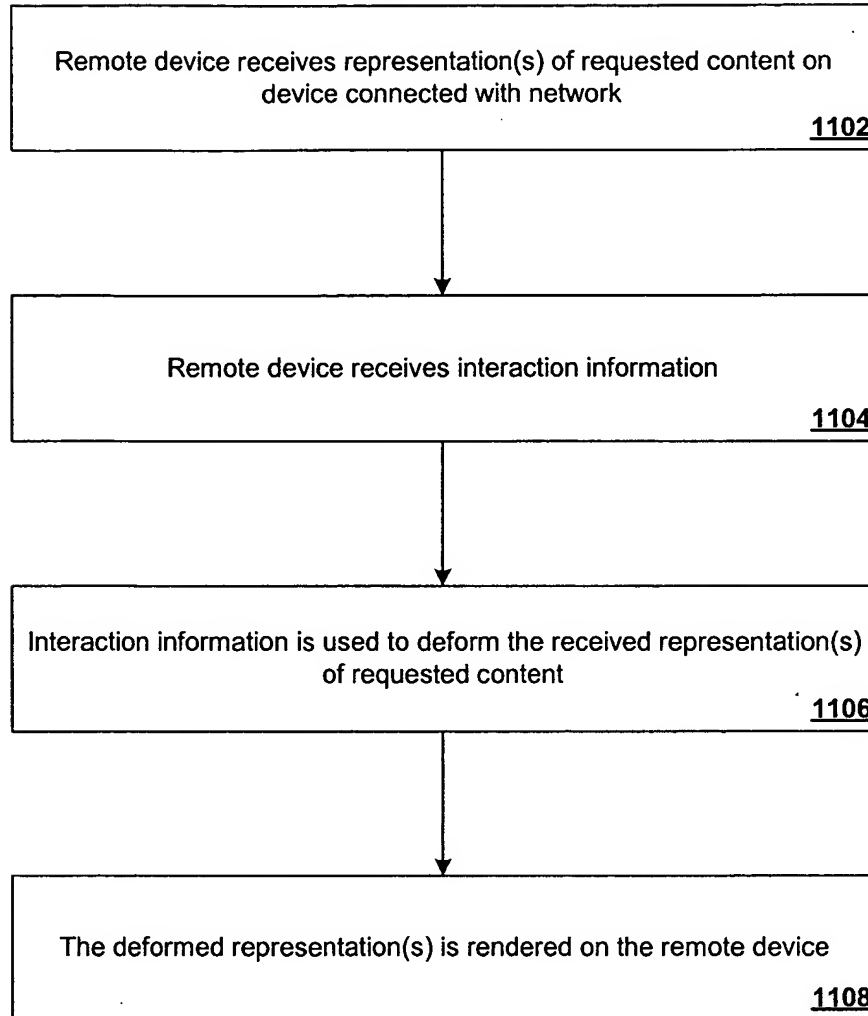 Remote device receives representation(s) of requested content on
device connected with network
1102
Remote device receives interaction information
1104
Interaction information is used to deform the received representation(s)
of requested content
1106
The deformed representation(s) is rendered on the remote device
1108